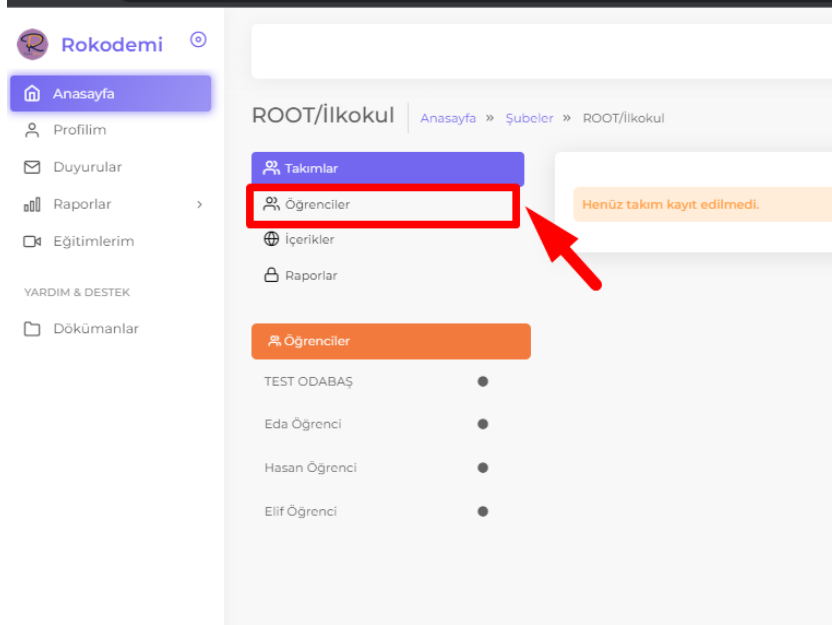 Rokodemi
Anasayfa
Profilim
Duyurular
Raporlar
Eğitimlerim
YARDIM & DESTEK
Dökümanlar
ROOT/İlkokul
Anasayfa » Şubeler » ROOT/İlkokul
Takımlar
Öğrenciler
İçerikler
Raporlar
Henüz takım kayıt edilmedi.
Öğrenciler
TEST ODABAŞ
Eda Öğrenci
Hasan Öğrenci
Elif Öğrenci